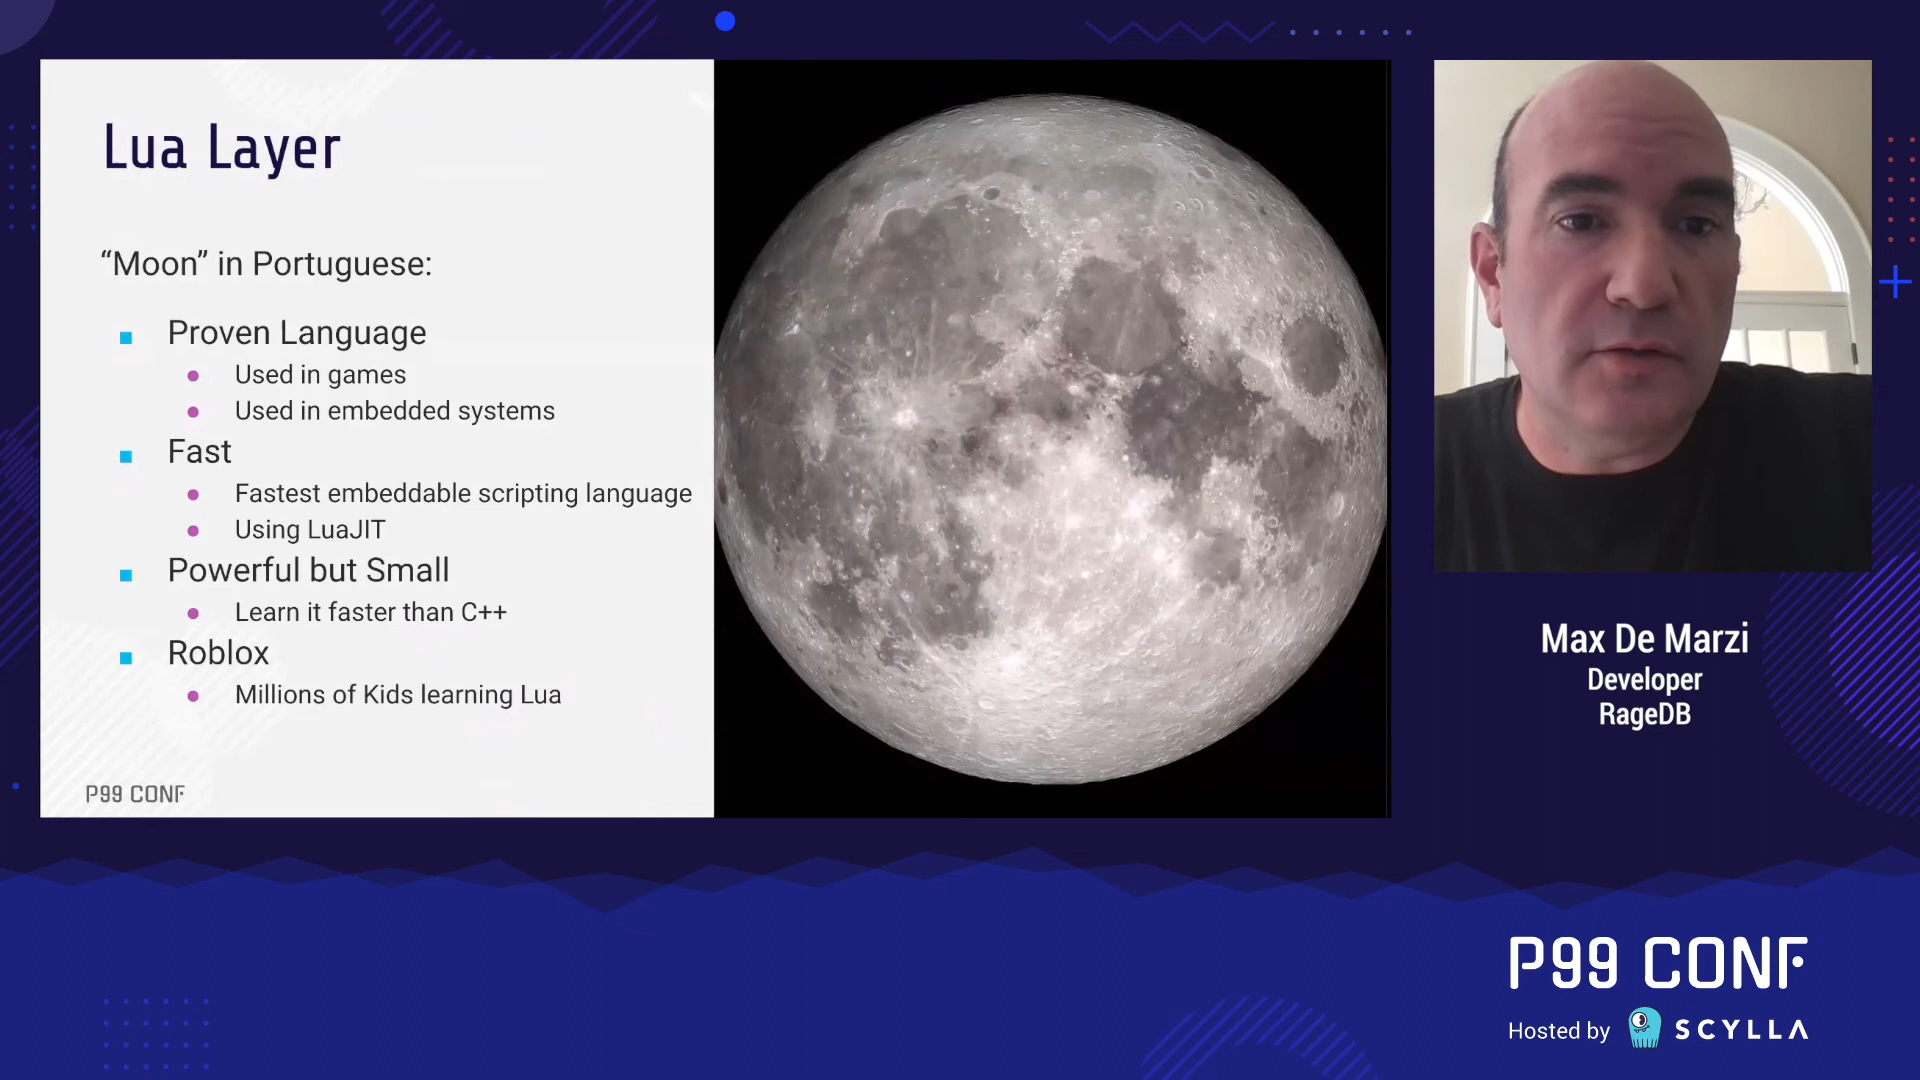 Lua Layer
“Moon” in Portuguese:
Proven Language
Used in games
Used in embedded systems
Fast
Fastest embeddable scripting language
Using LuaJIT
Powerful but Small
Learn it faster than C++
Roblox
Millions of Kids learning Lua
P99 CONF
Max De Marzi
Developer
RageDB
P99 CONF
Hosted by SCYLLA